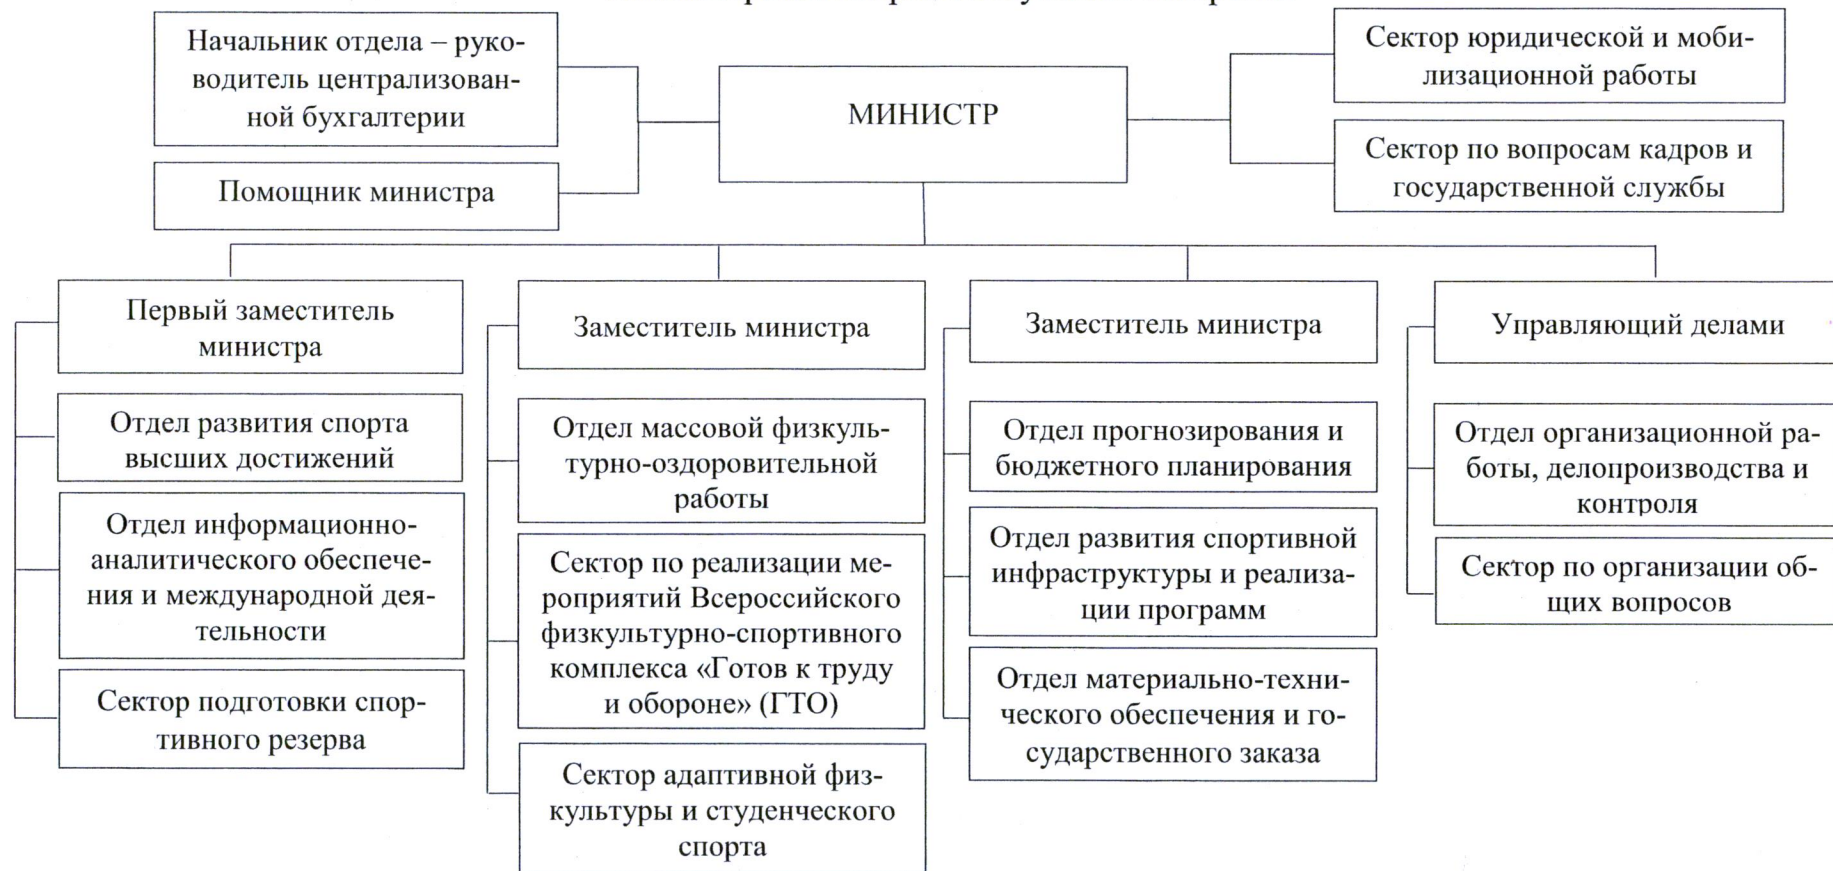 Начальник отдела – руко-
водитель централизован-
ной бухгалтерии
Помощник министра
МИНИСТР
Сектор юридической и моби-
лизационной работы
Сектор по вопросам кадров и
государственной службы
Первый заместитель
министра
Отдел развития спорта
высших достижений
Отдел информационно-
аналитического обеспече-
ния и международной дея-
тельности
Сектор подготовки спор-
тивного резерва
Заместитель министра
Отдел массовой физкуль-
турно-оздоровительной
работы
Сектор по реализации ме-
роприятий Всероссийского
физкультурно-спортивного
комплекса «Готов к труду
и обороне» (ГТО)
Сектор адаптивной физ-
культуры и студенческого
спорта
Заместитель министра
Отдел прогнозирования и
бюджетного планирования
Отдел развития спортивной
инфраструктуры и реализа-
ции программ
Отдел материально-техни-
ческого обеспечения и го-
сударственного заказа
Управляющий делами
Отдел организационной ра-
боты, делопроизводства и
контроля
Сектор по организации об-
щих вопросов